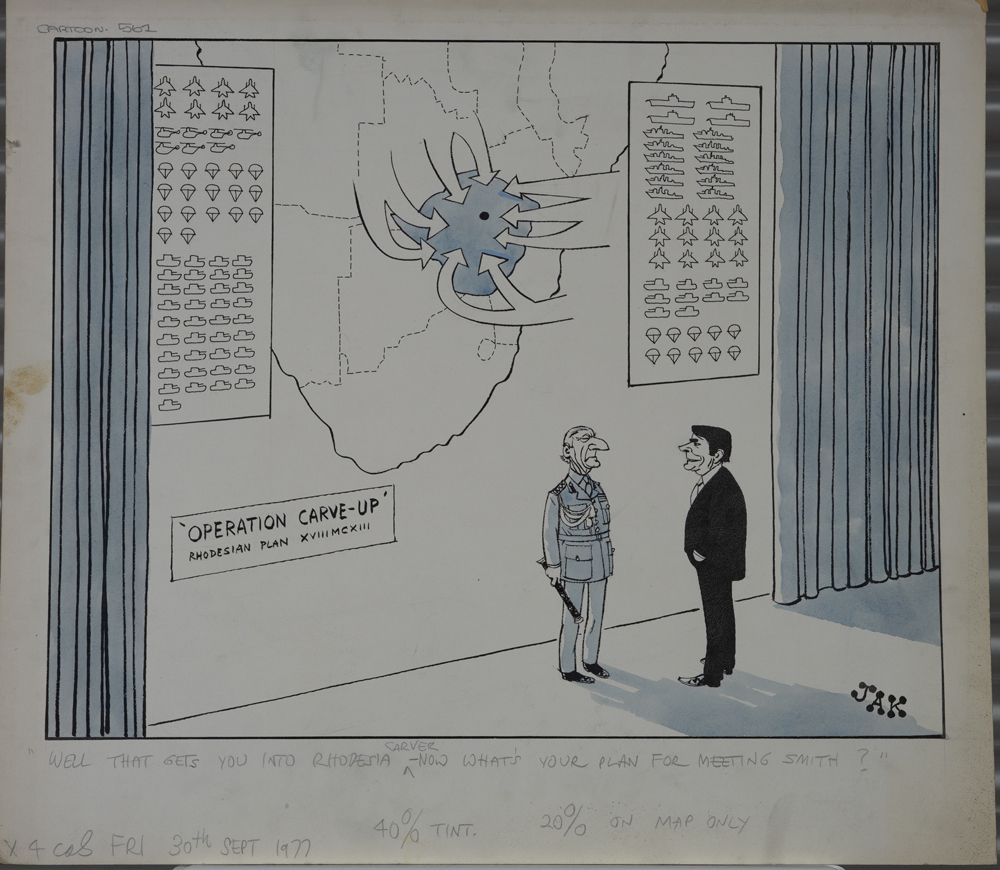 CARTOON. 561
'OPERATION CARVE-UP'
RHODESIAN PLAN XVIIIMCXIII
JAK
CARVER
"WELL THAT GETS YOU INTO RHODESIA ^ - NOW WHAT'S YOUR PLAN FOR MEETING SMITH ?"
40% TINT. 20% ON MAP ONLY
X 4 cols FRI 30th SEPT 1977